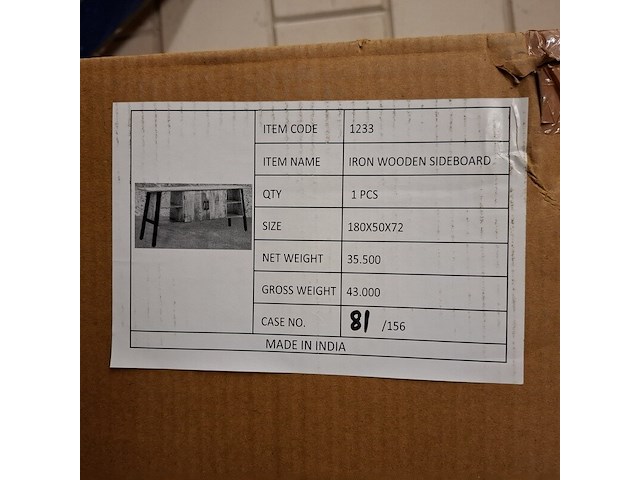 ITEM CODE 1233
ITEM NAME IRON WOODEN SIDEBOARD
QTY 1 PCS
SIZE 180X50X72
NET WEIGHT 35.500
GROSS WEIGHT 43.000
CASE NO. 81 /156
MADE IN INDIA